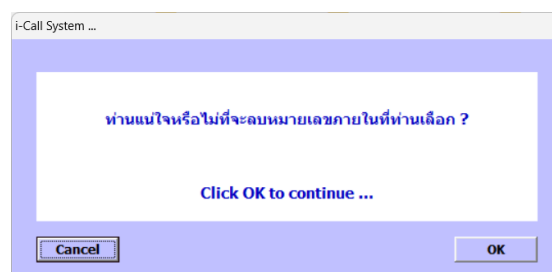 i-Call System ...
ท่านแน่ใจหรือไม่ที่จะลบหมายเลขภายในที่ท่านเลือก ?
Click OK to continue ...
Cancel
OK